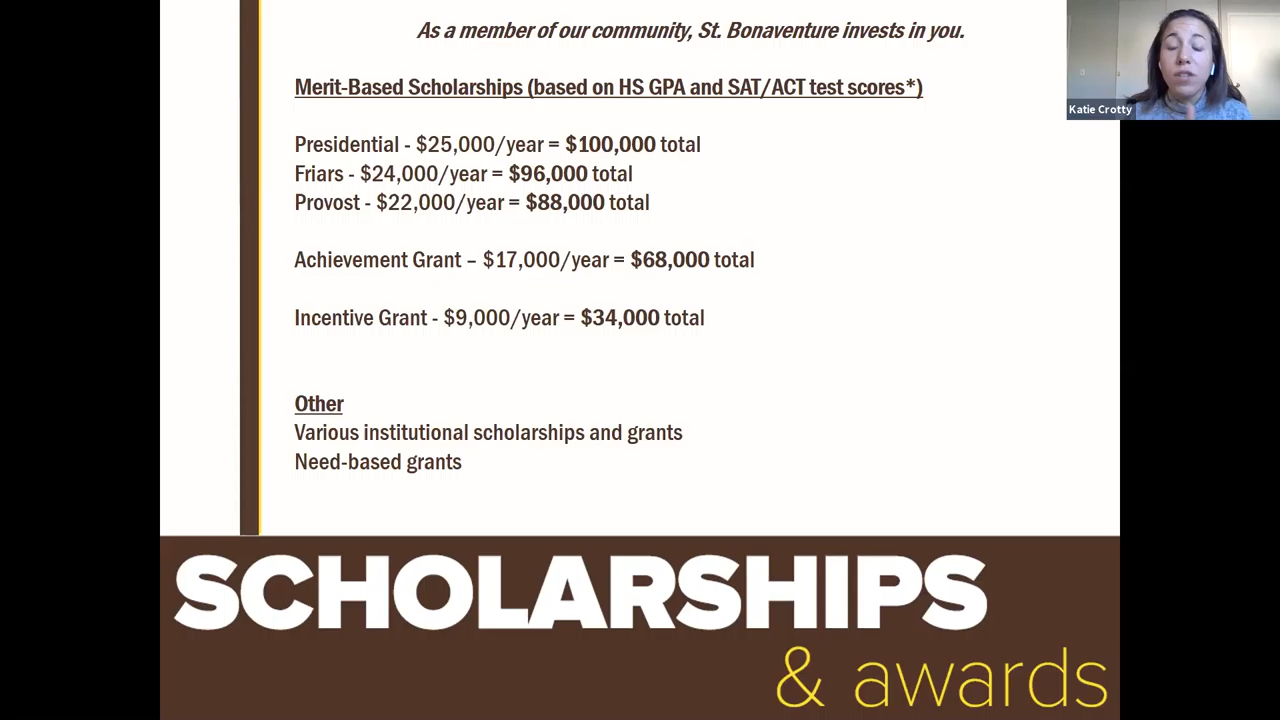 As a member of our community, St. Bonaventure invests in you.
Merit-Based Scholarships (based on HS GPA and SAT/ACT test scores*)
Presidential - $25,000/year = $100,000 total
Friars - $24,000/year = $96,000 total
Provost - $22,000/year = $88,000 total
Achievement Grant – $17,000/year = $68,000 total
Incentive Grant - $9,000/year = $34,000 total
Other
Various institutional scholarships and grants
Need-based grants
SCHOLARSHIPS
& awards
Katie Crotty